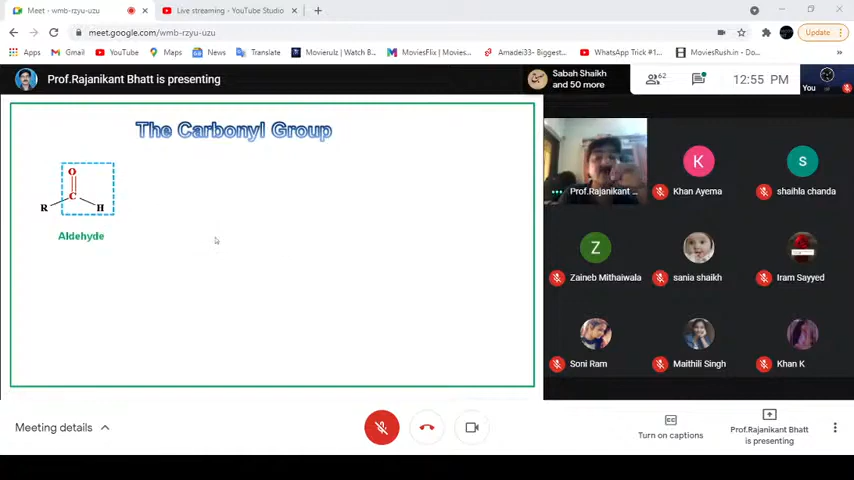 Meet - wmb-rzyu-uzu
Live streaming - YouTube Studio
meet.google.com/wmb-rzyu-uzu
Update
Apps
Gmail
YouTube
Maps
News
Translate
Movierulz | Watch B...
MoviesFlix | Movies...
Amadei33– Biggest...
WhatsApp Trick #1...
MoviesRush.in - Do...
Prof.Rajanikant Bhatt is presenting
Sabah Shaikh
and 50 more
62
12:55 PM
You
The Carbonyl Group
O
C
R
H
Aldehyde
Prof.Rajanikant ...
K
Khan Ayema
S
shaihla chanda
Z
Zaineb Mithaiwala
sania shaikh
Iram Sayyed
Soni Ram
Maithili Singh
Khan K
Meeting details
Turn on captions
Prof.Rajanikant Bhatt
is presenting